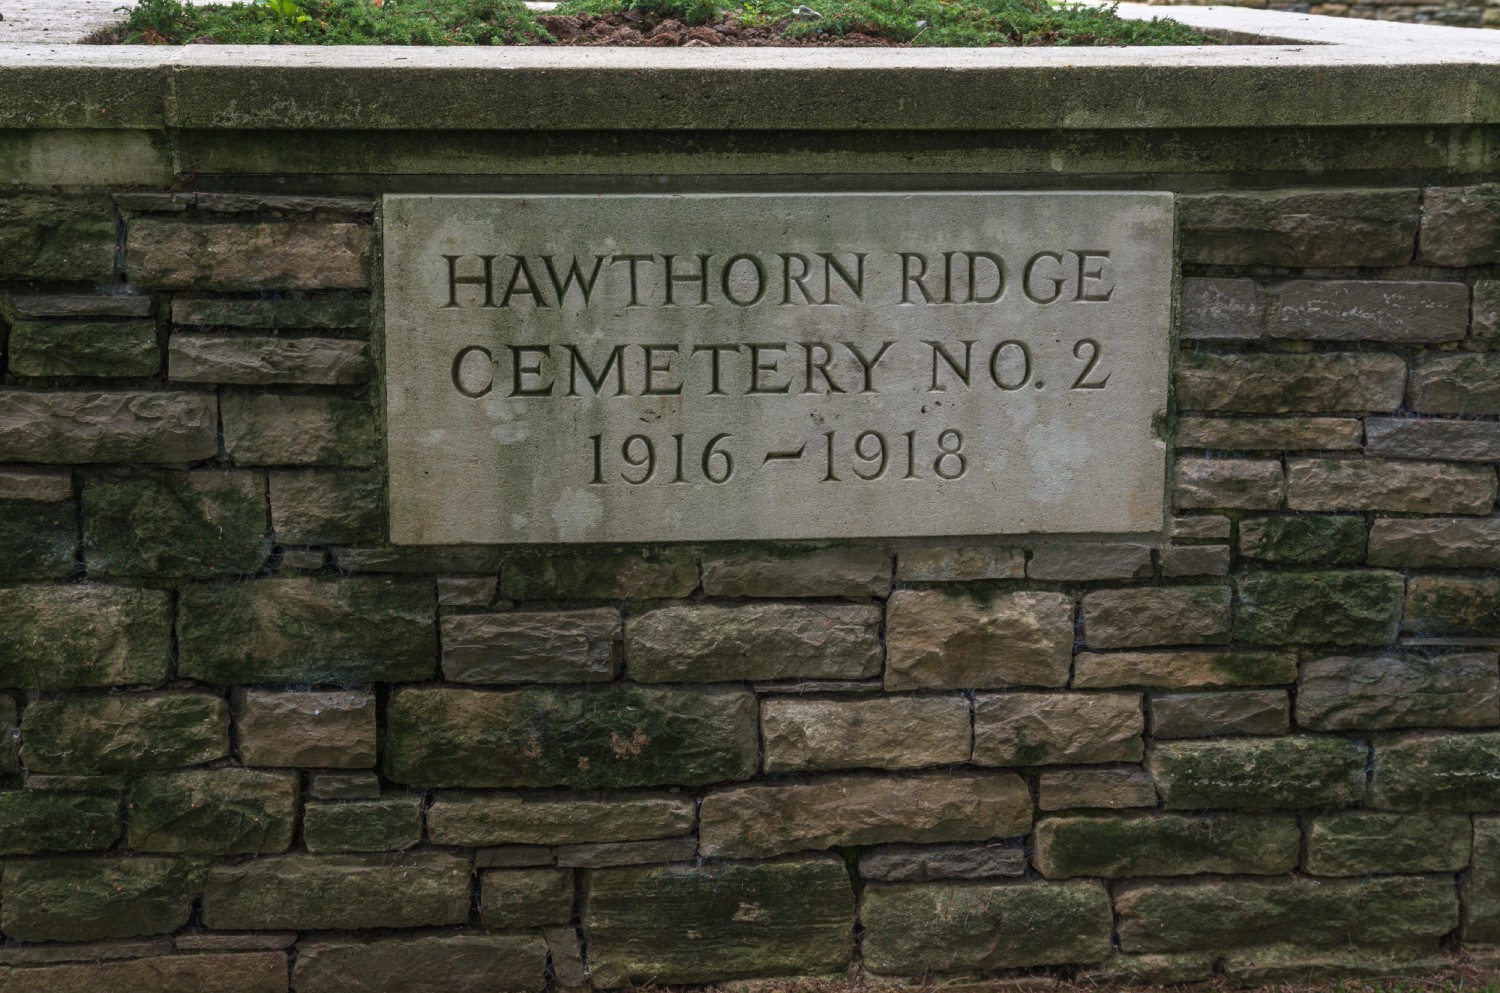 HAWTHORN RIDGE
CEMETERY NO. 2
1916 - 1918